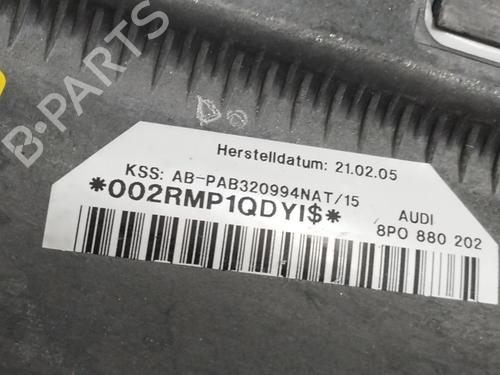 B-PARTS
Herstelldatum: 21.02.05
KSS: AB-PAB320994NAT/15
*002RMP1QDYI$*
AUDI
8P0 880 202